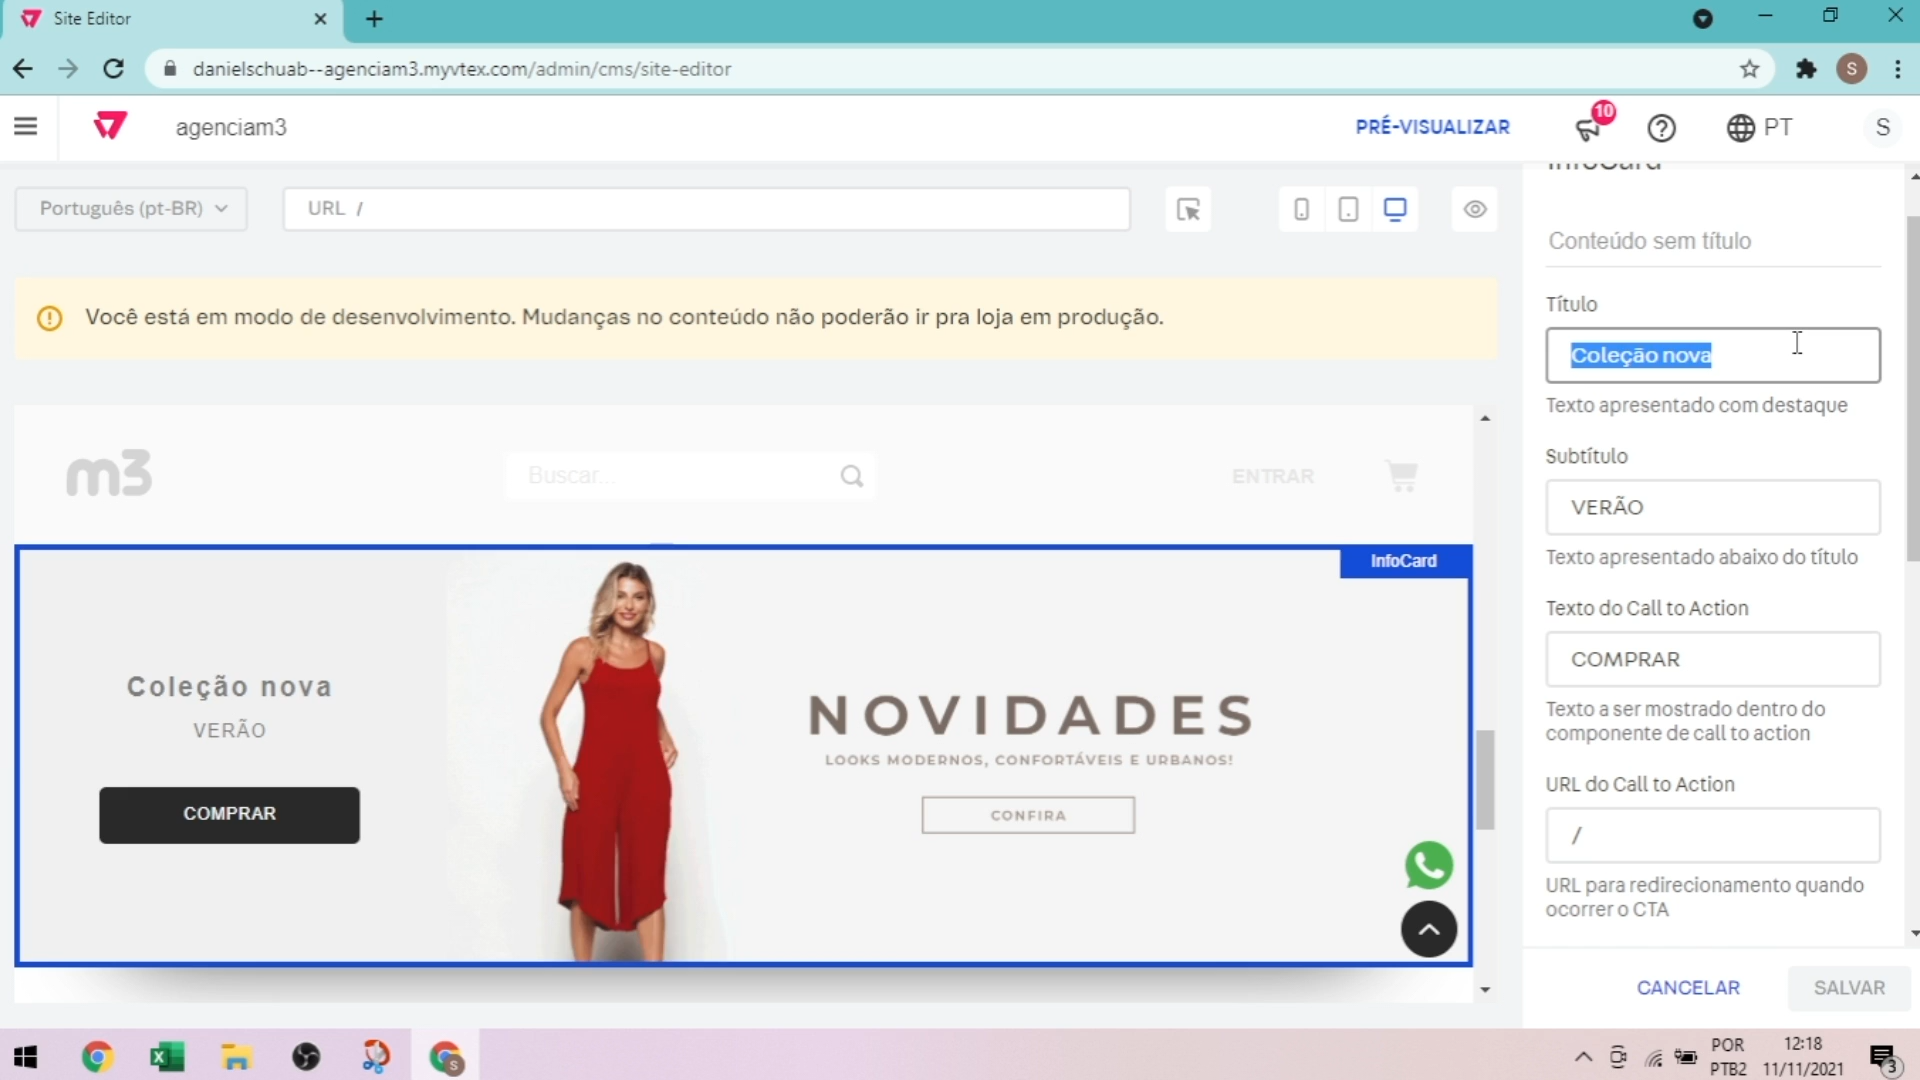 Site Editor
danielschuab--agenciam3.myvtex.com/admin/cms/site-editor
S
agenciam3
PRÉ-VISUALIZAR
10
PT
S
Português (pt-BR)
URL /
InfoCard
Conteúdo sem título
Título
Coleção nova
Texto apresentado com destaque
Subtítulo
VERÃO
Texto apresentado abaixo do título
Texto do Call to Action
COMPRAR
Texto a ser mostrado dentro do
componente de call to action
URL do Call to Action
/
URL para redirecionamento quando
ocorrer o CTA
CANCELAR
SALVAR
Você está em modo de desenvolvimento. Mudanças no conteúdo não poderão ir pra loja em produção.
m3
Buscar...
ENTRAR
InfoCard
Coleção nova
VERÃO
COMPRAR
NOVIDADES
LOOKS MODERNOS, CONFORTÁVEIS E URBANOS!
CONFIRA
S
POR
PTB2
12:18
11/11/2021
3